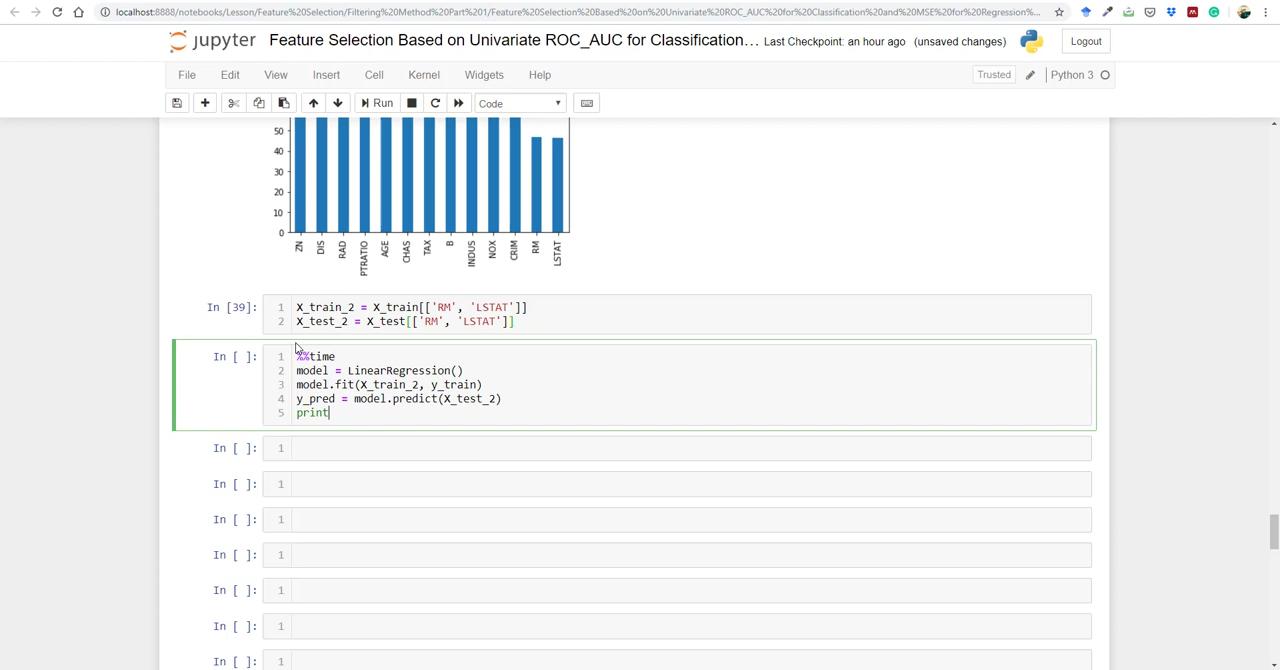 localhost:8888/notebooks/Lesson/Feature%20Selection/Filtering%20Method%20Part%201/Feature%20Selection%20Based%20on%20Univariate%20ROC_AUC%20for%20Classification%20and%20MSE%20for%20Regression%...
jupyter Feature Selection Based on Univariate ROC_AUC for Classification... Last Checkpoint: an hour ago (unsaved changes) Logout
File Edit View Insert Cell Kernel Widgets Help Trusted Python 3
Run Code
50
40
30
20
10
0
ZN DIS RAD PTRATIO AGE CHAS TAX B INDUS NOX CRIM RM LSTAT
In [39]: 1 X_train_2 = X_train[['RM', 'LSTAT']]
2 X_test_2 = X_test[['RM', 'LSTAT']]
In [ ]: 1 %%time
2 model = LinearRegression()
3 model.fit(X_train_2, y_train)
4 y_pred = model.predict(X_test_2)
5 print
In [ ]: 1
In [ ]: 1
In [ ]: 1
In [ ]: 1
In [ ]: 1
In [ ]: 1
In [ ]: 1